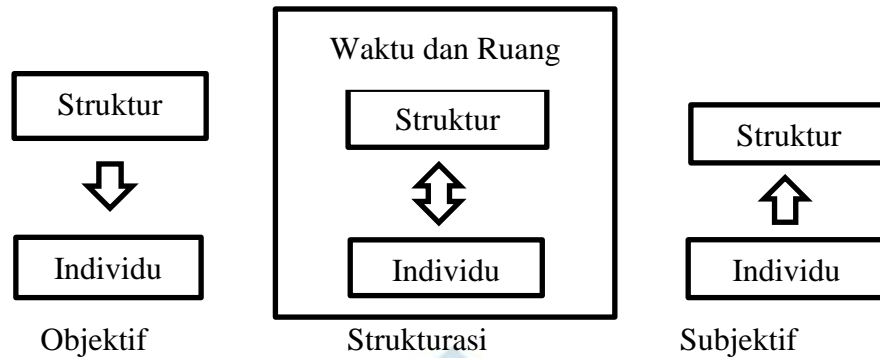 Waktu dan Ruang
Struktur
Struktur
Struktur
Individu
Individu
Individu
Objektif
Strukturasi
Subjektif